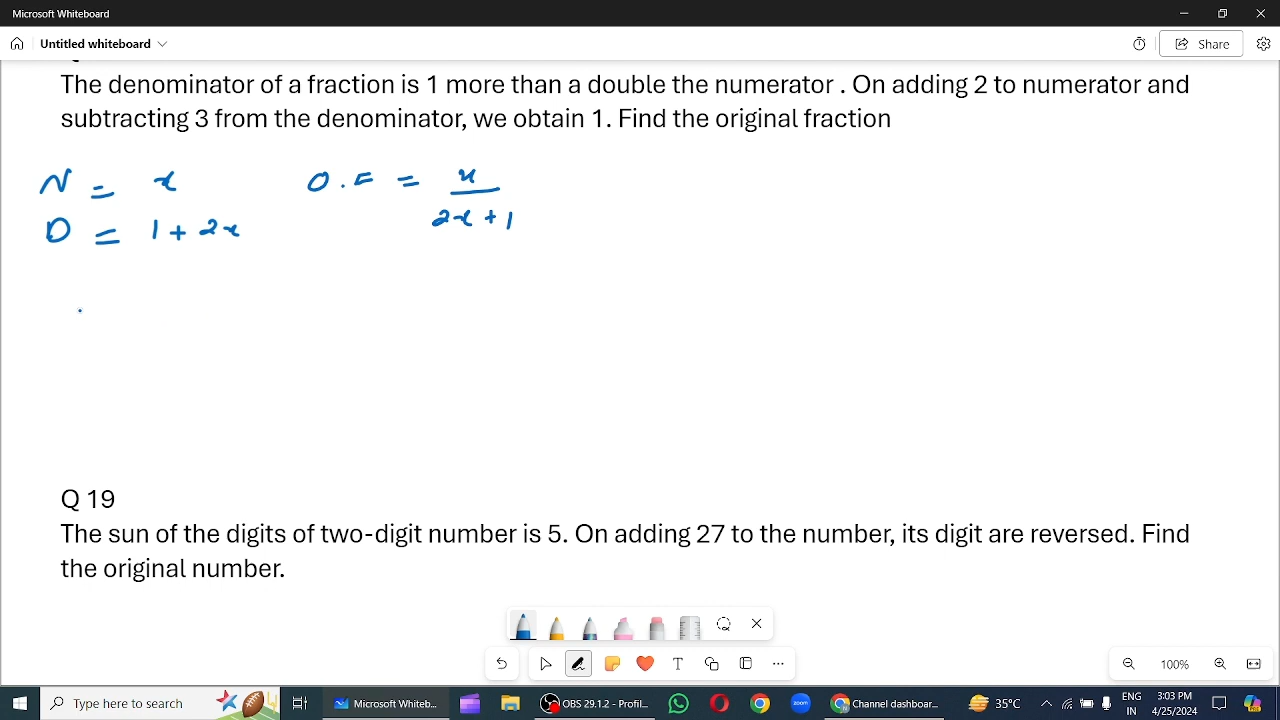 Microsoft Whiteboard
Untitled whiteboard
Share
The denominator of a fraction is 1 more than a double the numerator . On adding 2 to numerator and
subtracting 3 from the denominator, we obtain 1. Find the original fraction
N = x
O.F = x
D = 1 + 2x
2x + 1
Q 19
The sun of the digits of two-digit number is 5. On adding 27 to the number, its digit are reversed. Find
the original number.
T
100%
Type here to search
Microsoft Whiteb...
OBS 29.1.2 - Profil...
zoom
Channel dashboar...
35°C
ENG
IN
3:03 PM
4/25/2024